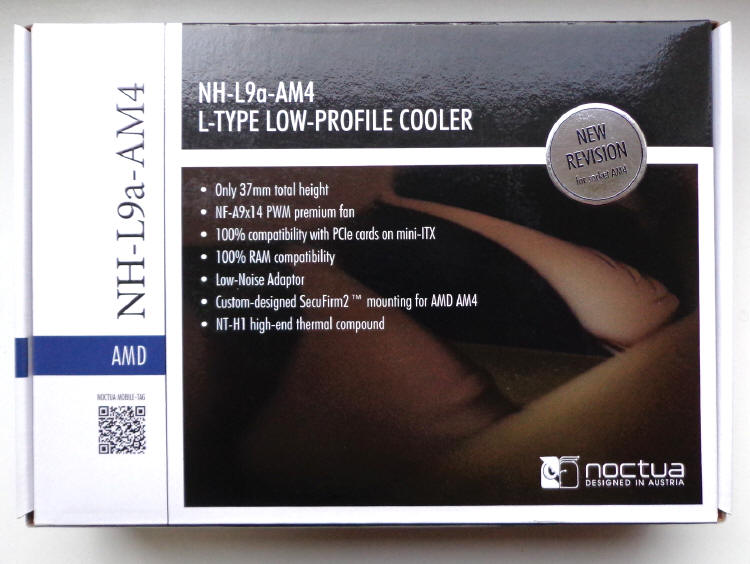 NH-L9a-AM4
AMD
NOCTUA MOBILE-TAG
NH-L9a-AM4
L-TYPE LOW-PROFILE COOLER
NEW
REVISION
for socket AM4
• Only 37mm total height
• NF-A9x14 PWM premium fan
• 100% compatibility with PCIe cards on mini-ITX
• 100% RAM compatibility
• Low-Noise Adaptor
• Custom-designed SecuFirm2™ mounting for AMD AM4
• NT-H1 high-end thermal compound
noctua
DESIGNED IN AUSTRIA